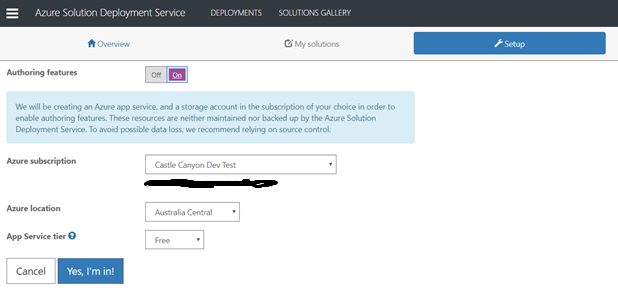 Azure Solution Deployment Service DEPLOYMENTS SOLUTIONS GALLERY
Overview My solutions Setup
Authoring features Off On
We will be creating an Azure app service, and a storage account in the subscription of your choice in order to
enable authoring features. These resources are neither maintained nor backed up by the Azure Solution
Deployment Service. To avoid possible data loss, we recommend relying on source control.
Azure subscription Castle Canyon Dev Test
Azure location Australia Central
App Service tier Free
Cancel Yes, I'm in!